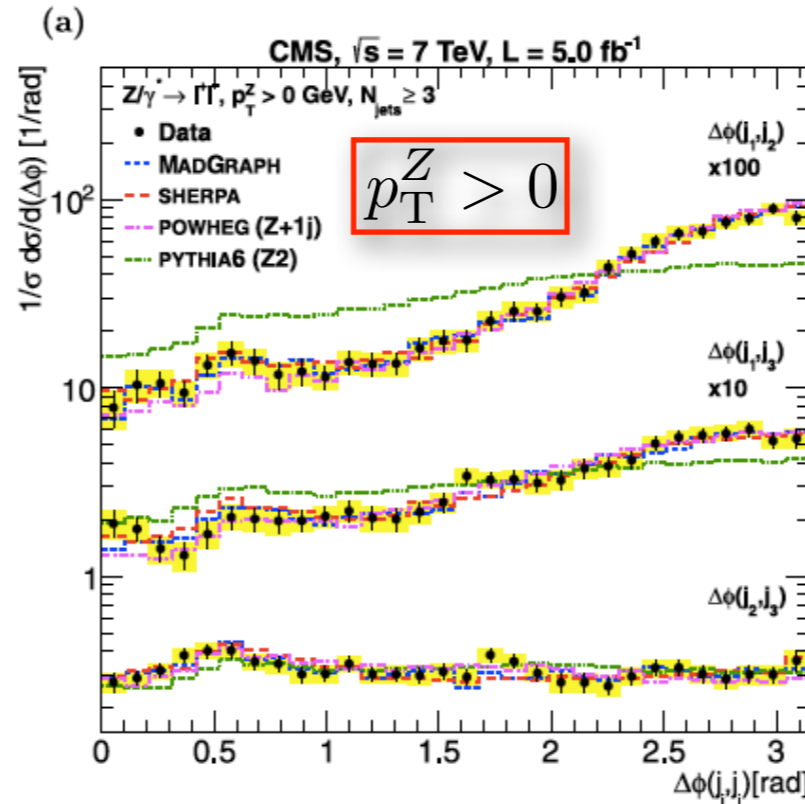 (a)
CMS, √s = 7 TeV, L = 5.0 fb⁻¹
Z/γ* → l⁺l⁻, p_T^Z > 0 GeV, N_jets ≥ 3
Data
MADGRAPH
SHERPA
POWHEG (Z+1j)
PYTHIA6 (Z2)
p_T^Z > 0
Δϕ(j₁,j₂)
x100
Δϕ(j₁,j₃)
x10
Δϕ(j₂,j₃)
1/σ dσ/d(Δϕ) [1/rad]
10²
10
1
0 0.5 1 1.5 2 2.5 3
Δϕ(jᵢ,jⱼ)[rad]